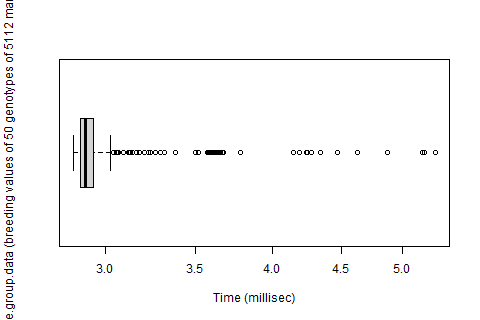 e.group.data (breeding values of 50 genotypes of 5112
3.0 3.5 4.0 4.5 5.0
Time (millisec)